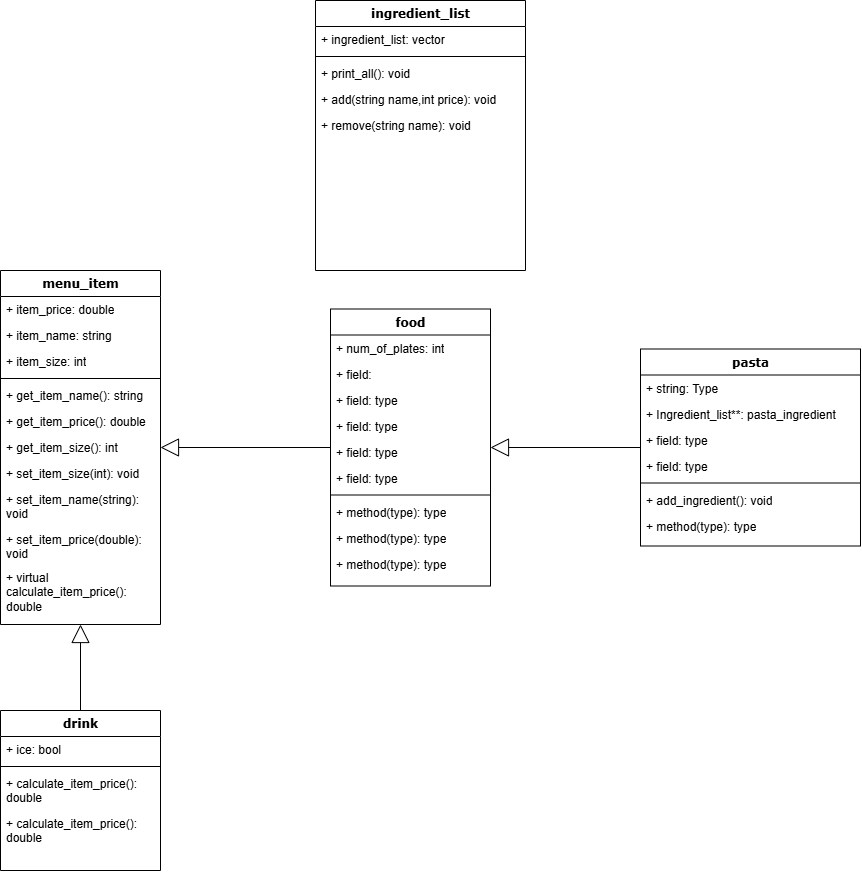 ingredient_list
+ ingredient_list: vector
+ print_all(): void
+ add(string name,int price): void
+ remove(string name): void
menu_item
+ item_price: double
+ item_name: string
+ item_size: int
+ get_item_name(): string
+ get_item_price(): double
+ get_item_size(): int
+ set_item_size(int): void
+ set_item_name(string):
void
+ set_item_price(double):
void
+ virtual
calculate_item_price():
double
food
+ num_of_plates: int
+ field:
+ field: type
+ field: type
+ field: type
+ field: type
+ method(type): type
+ method(type): type
+ method(type): type
pasta
+ string: Type
+ Ingredient_list**: pasta_ingredient
+ field: type
+ field: type
+ add_ingredient(): void
+ method(type): type
drink
+ ice: bool
+ calculate_item_price():
double
+ calculate_item_price():
double